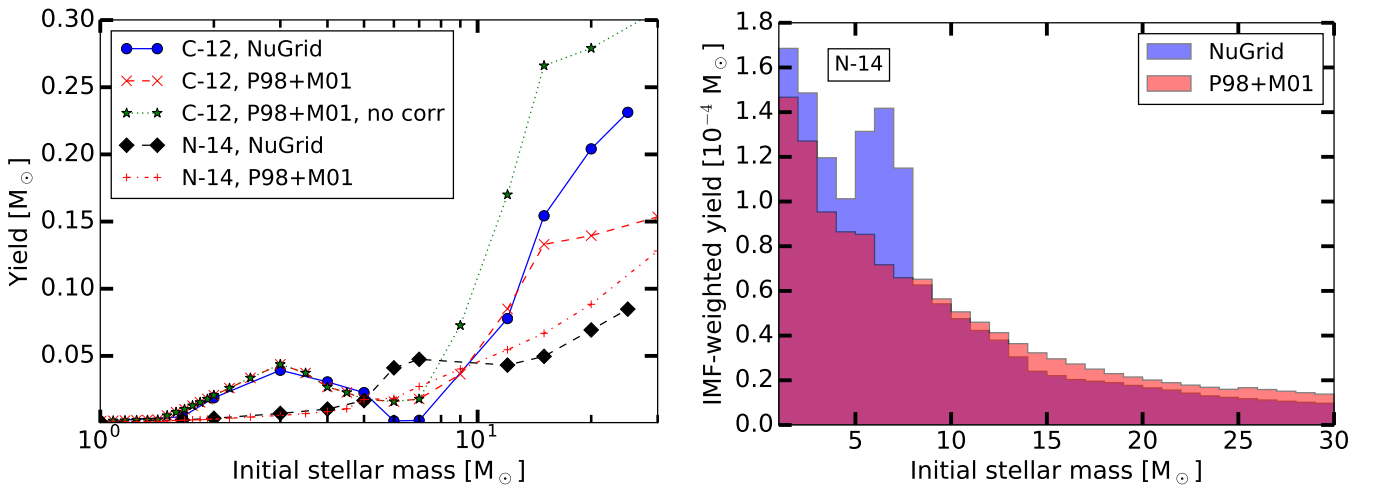 0.30
0.25
0.20
0.15
0.10
0.05
Yield [M☉]
C-12, NuGrid
C-12, P98+M01
C-12, P98+M01, no corr
N-14, NuGrid
N-14, P98+M01
10^0
10^1
Initial stellar mass [M☉]
1.8
1.6
1.4
1.2
1.0
0.8
0.6
0.4
0.2
0.0
IMF-weighted yield [10^−4 M☉]
N-14
NuGrid
P98+M01
5
10
15
20
25
30
Initial stellar mass [M☉]